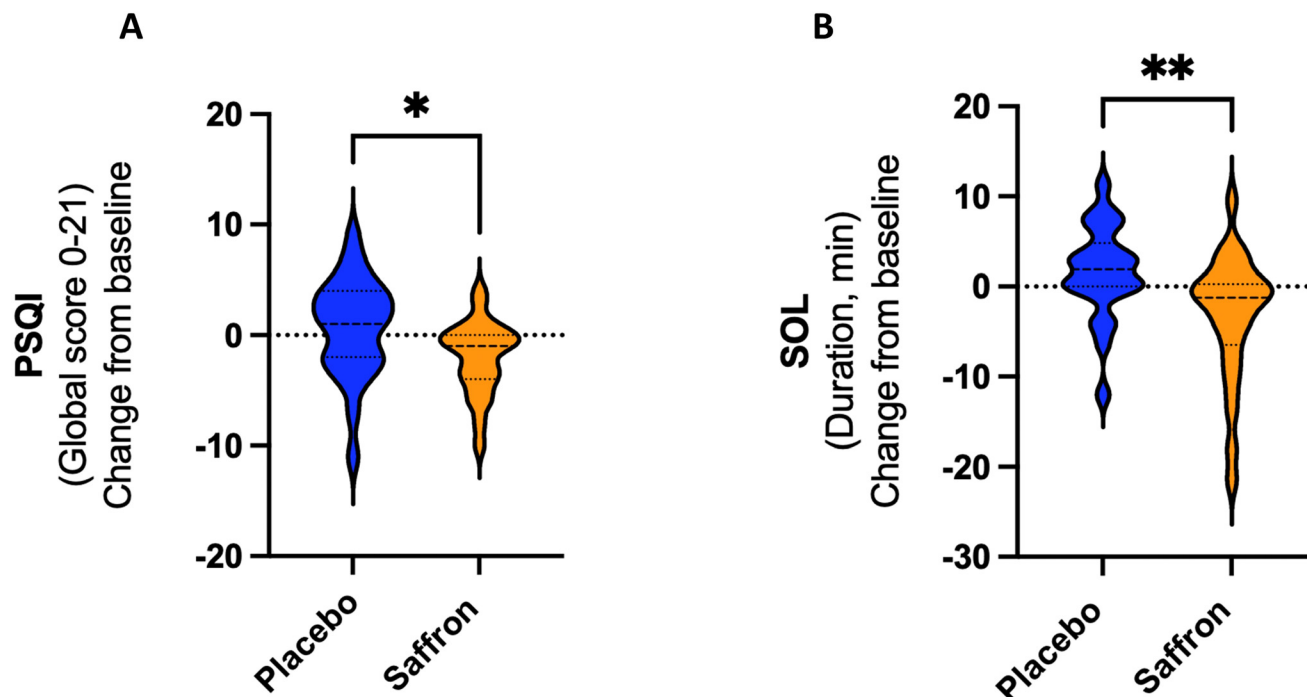 A
PSQI
(Global score 0-21)
Change from baseline
20
10
0
-10
-20
*
Placebo
Saffron
B
SOL
(Duration, min)
Change from baseline
20
10
0
-10
-20
-30
**
Placebo
Saffron